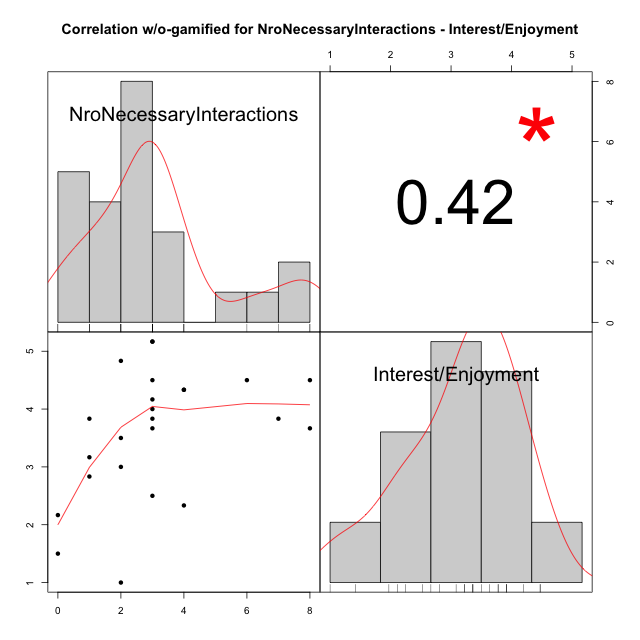 Correlation w/o-gamified for NroNecessaryInteractions - Interest/Enjoyment
1 2 3 4 5
NroNecessaryInteractions
*
0.42
0 2 4 6 8
1 2 3 4 5
Interest/Enjoyment
0 2 4 6 8